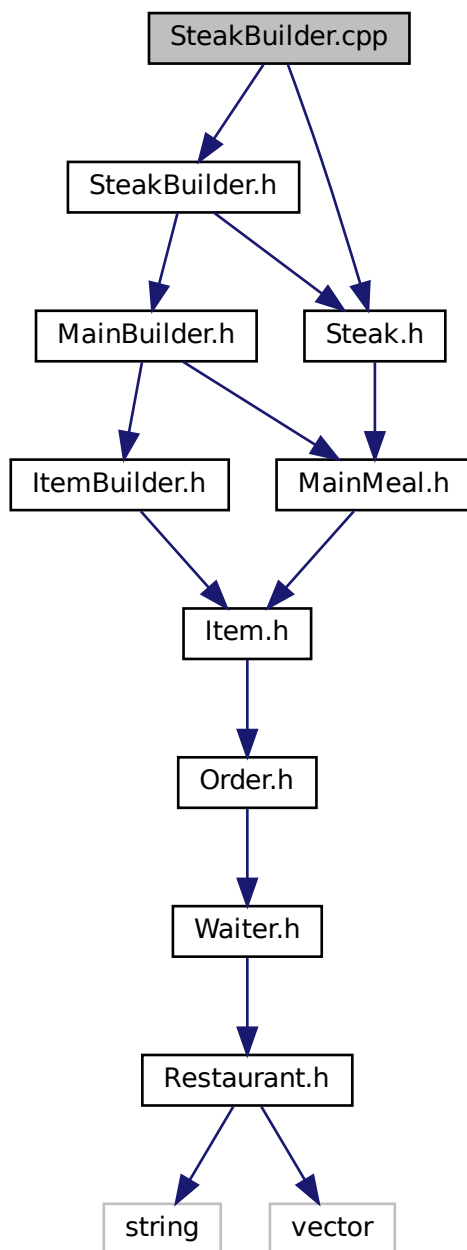 SteakBuilder.cpp
SteakBuilder.h
MainBuilder.h
Steak.h
ItemBuilder.h
MainMeal.h
Item.h
Order.h
Waiter.h
Restaurant.h
string
vector